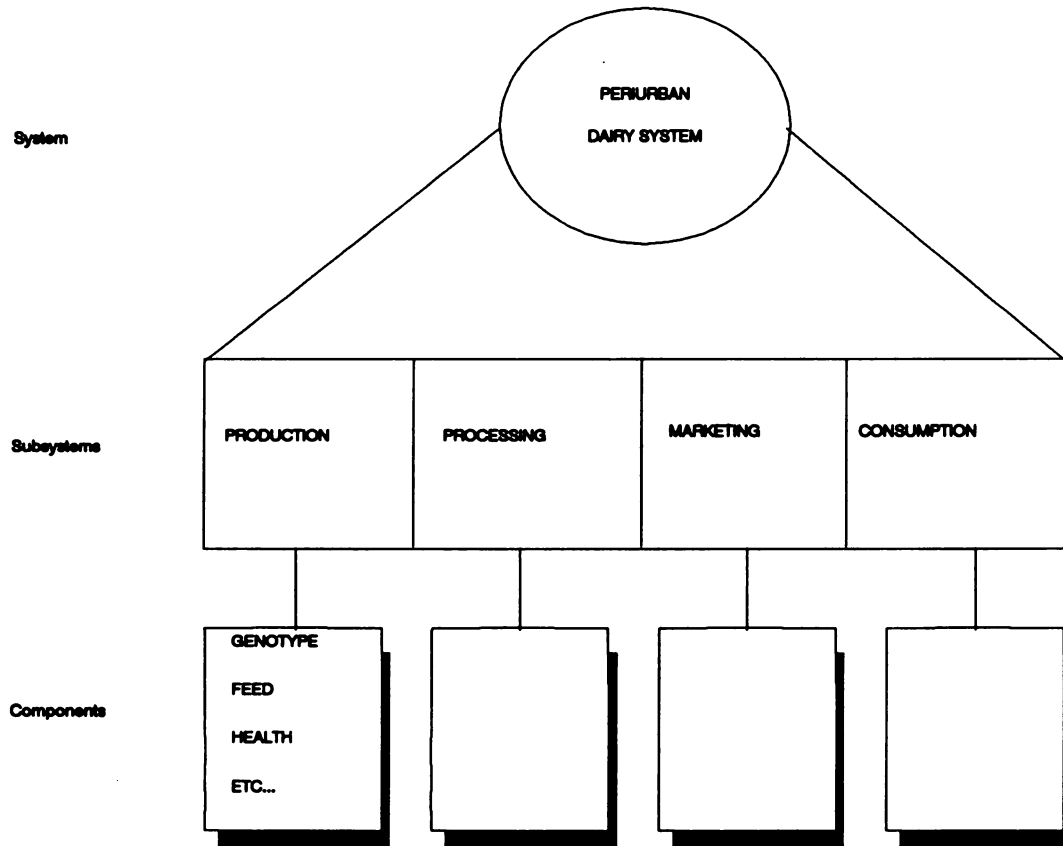 PERIURBAN
DAIRY SYSTEM
System
Subsystems
PRODUCTION
PROCESSING
MARKETING
CONSUMPTION
Components
GENOTYPE
FEED
HEALTH
ETC...